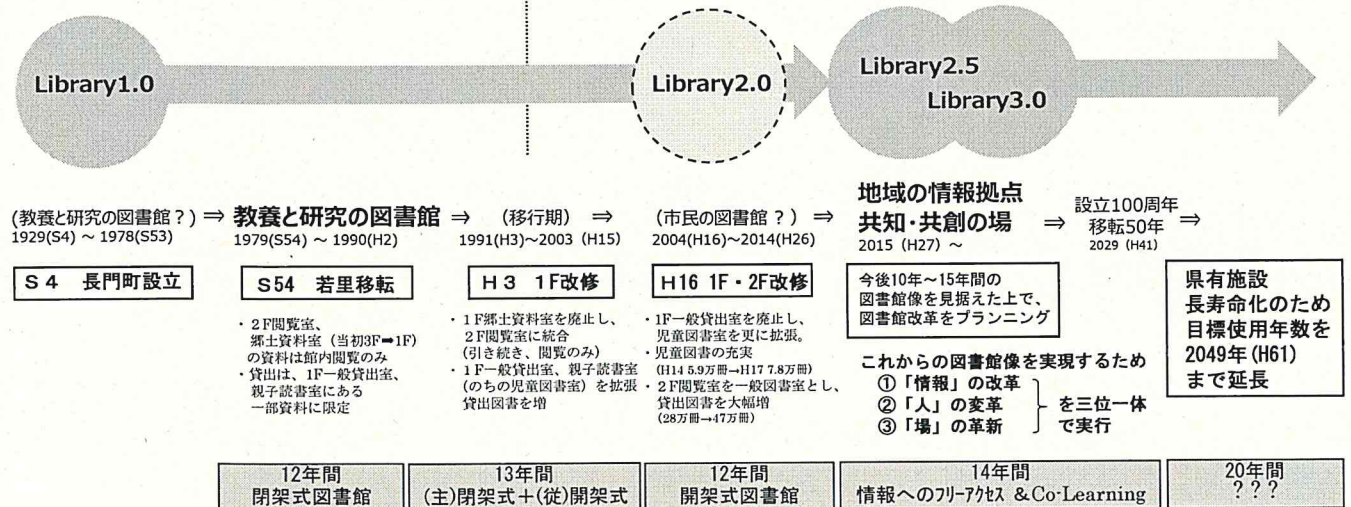 Library1.0
Library2.0
Library2.5
Library3.0
(教養と研究の図書館？) ⇒
1929(S4) ～ 1978(S53)
S4 長門町設立
教養と研究の図書館 ⇒
1979(S54) ～ 1990(H2)
S54 若里移転
・2F閲覧室、
郷土資料室（当初3F➡1F）
の資料は館内閲覧のみ
・貸出は、1F一般貸出室、
親子読書室にある
一部資料に限定
(移行期) ⇒
1991(H3)～2003 (H15)
H3 1F改修
・1F郷土資料室を廃止し、
2F閲覧室に統合
(引き続き、閲覧のみ)
・1F一般貸出室、親子読書室
(のちの児童図書室) を拡張
貸出図書を増
(市民の図書館？) ⇒
2004(H16)～2014(H26)
H16 1F・2F改修
・1F一般貸出室を廃止し、
児童図書室を更に拡張。
・児童図書の充実
(H14 5.9万冊→H17 7.8万冊)
・2F閲覧室を一般図書室とし、
貸出図書を大幅増
(28万冊→47万冊)
地域の情報拠点
共知・共創の場 ⇒
2015 (H27) ～
今後10年～15年間の
図書館像を見据えた上で、
図書館改革をプランニング
これからの図書館像を実現するため
①「情報」の改革
②「人」の変革
③「場」の革新
を三位一体
で実行
設立100周年
移転50年 ⇒
2029 (H41)
県有施設
長寿命化のため
目標使用年数を
2049年(H61)
まで延長
12年間
閉架式図書館
13年間
(主)閉架式＋(従)開架式
12年間
開架式図書館
14年間
情報へのフリーアクセス ＆Co-Learning
20年間
？？？